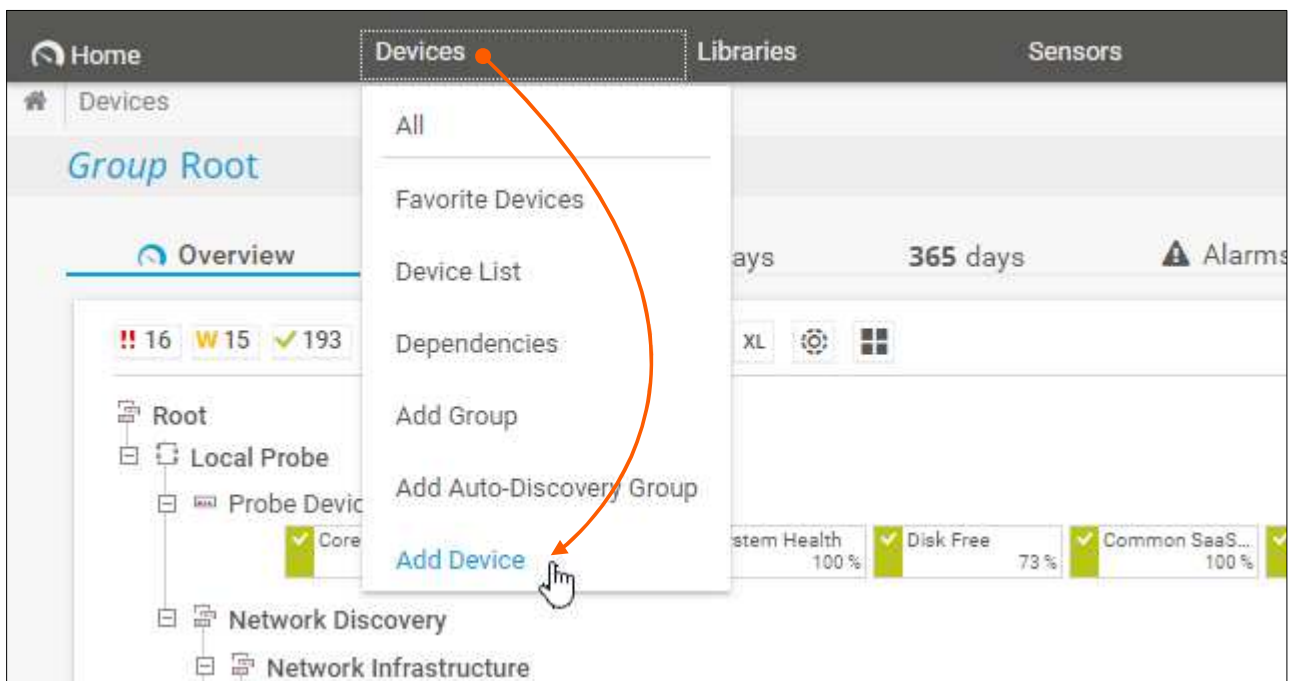 Home Devices Libraries Sensors
Devices
All
Group Root
Favorite Devices
Overview ays 365 days Alarms
Device List
!! 16 W 15 193 XL
Dependencies
Root
Add Group
Local Probe
Add Auto-Discovery Group
Probe Devic
Core stem Health Disk Free Common SaaS...
100 % 73 % 100 %
Add Device
Network Discovery
Network Infrastructure